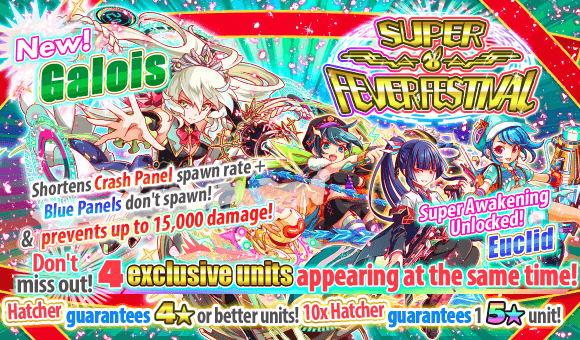 New!
Galois
SUPER
FEVER FESTIVAL
Shortens Crash Panel spawn rate +
Blue Panels don't spawn!
& prevents up to 15,000 damage!
Super Awakening
Unlocked!
Euclid
Don't
miss out! 4 exclusive units appearing at the same time!
Hatcher guarantees 4★ or better units! 10x Hatcher guarantees 1 5★ unit!